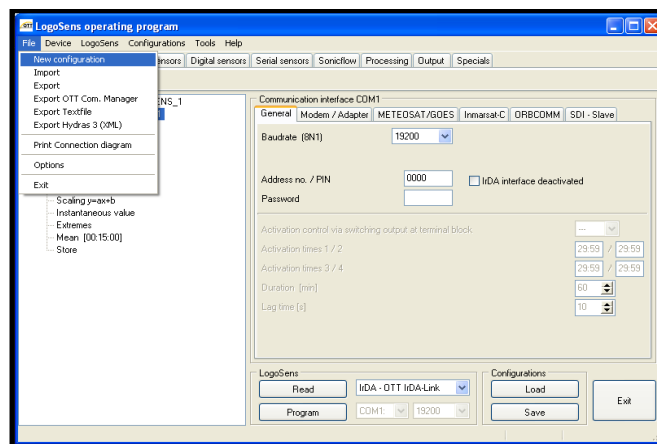 OTT LogoSens operating program
File Device LogoSens Configurations Tools Help
ensors Digital sensors Serial sensors Sonicflow Processing Output Specials
New configuration
Import
Export
Export OTT Com. Manager
Export Textfile
Export Hydras 3 (XML)
Print Connection diagram
Options
Exit
ENS_1
Scaling y=ax+b
Instantaneous value
Extremes
Mean [00:15:00]
Store
Communication interface COM1
General Modem / Adapter METEOSAT/GOES Inmarsat-C ORBCOMM SDI - Slave
Baudrate (8N1) 19200
Address no. / PIN 0000 IrDA interface deactivated
Password
Activation control via switching output at terminal block ---
Activation times 1 / 2 29:59 / 29:59
Activation times 3 / 4 29:59 / 29:59
Duration [min] 60
Lag time [s] 10
LogoSens Configurations
Read IrDA - OTT IrDA-Link Load
Program COM1: 19200 Save
Exit